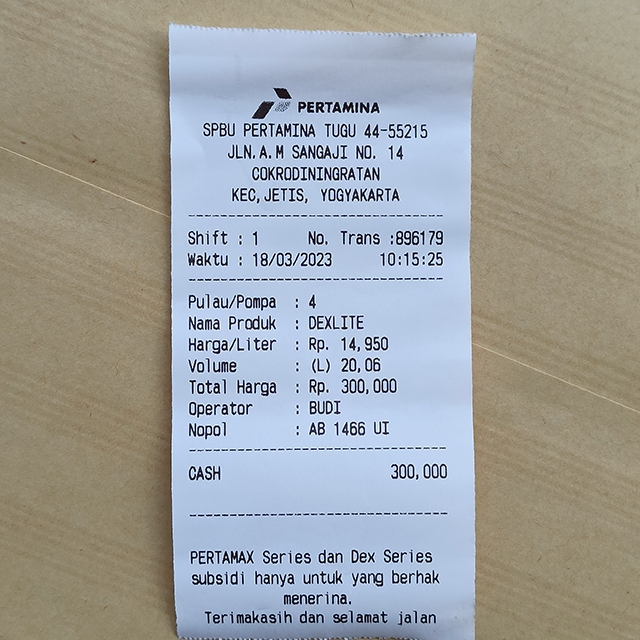 PERTAMINA
SPBU PERTAMINA TUGU 44-55215
JLN.A.M SANGAJI NO. 14
COKRODININGRATAN
KEC,JETIS, YOGYAKARTA
Shift : 1 No. Trans :896179
Waktu : 18/03/2023 10:15:25
Pulau/Pompa : 4
Nama Produk : DEXLITE
Harga/Liter : Rp. 14,950
Volume : (L) 20,06
Total Harga : Rp. 300,000
Operator : BUDI
Nopol : AB 1466 UI
CASH 300,000
PERTAMAX Series dan Dex Series
subsidi hanya untuk yang berhak
menerina.
Terimakasih dan selamat jalan